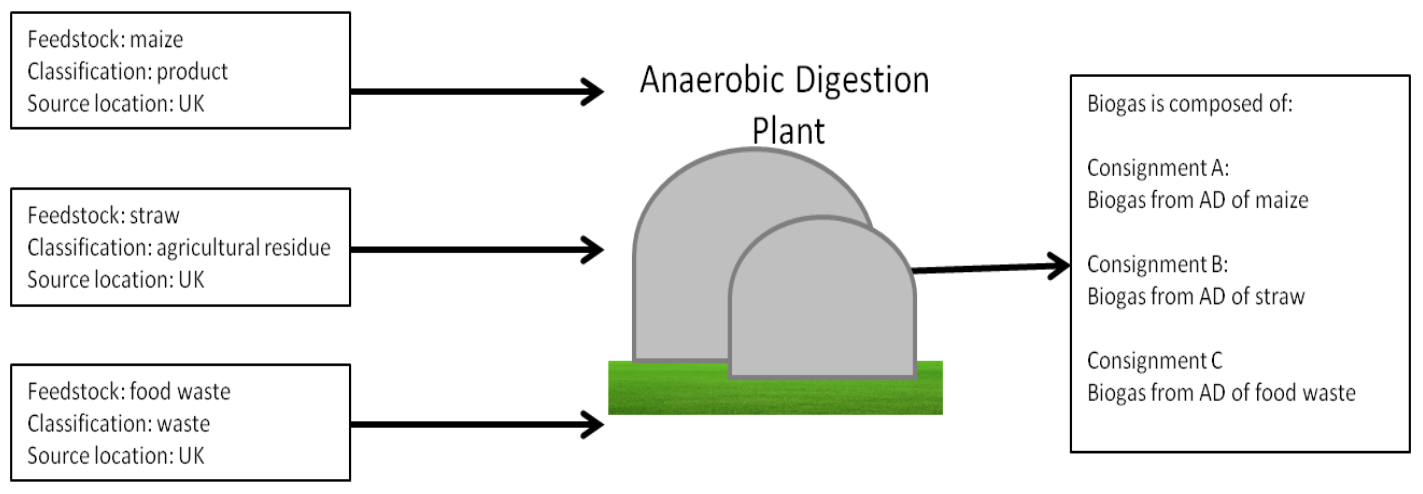 Feedstock: maize
Classification: product
Source location: UK
Feedstock: straw
Classification: agricultural residue
Source location: UK
Feedstock: food waste
Classification: waste
Source location: UK
Anaerobic Digestion
Plant
Biogas is composed of:
Consignment A:
Biogas from AD of maize
Consignment B:
Biogas from AD of straw
Consignment C
Biogas from AD of food waste